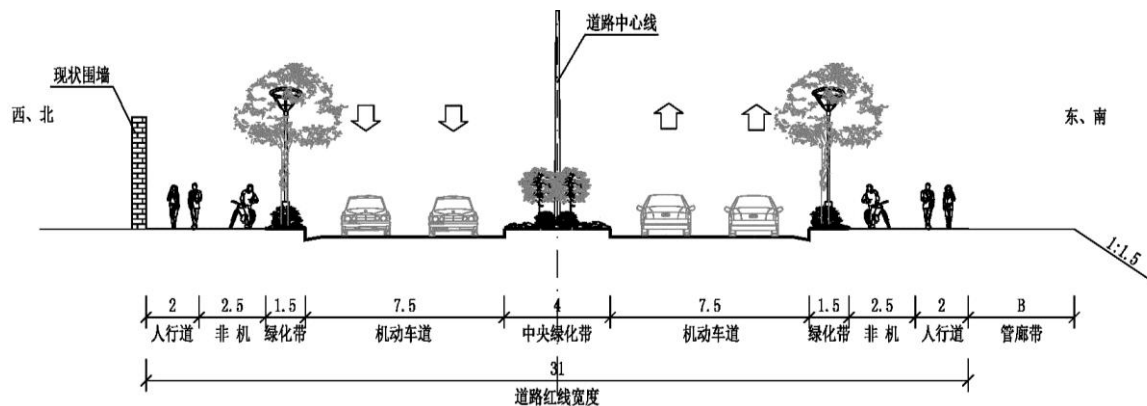 道路中心线
现状围墙
西、北
东、南
1:1.5
2 2.5 1.5 7.5 4 7.5 1.5 2.5 2 B
人行道 非 机 绿化带 机动车道 中央绿化带 机动车道 绿化带 非 机 人行道 管廊带
31
道路红线宽度